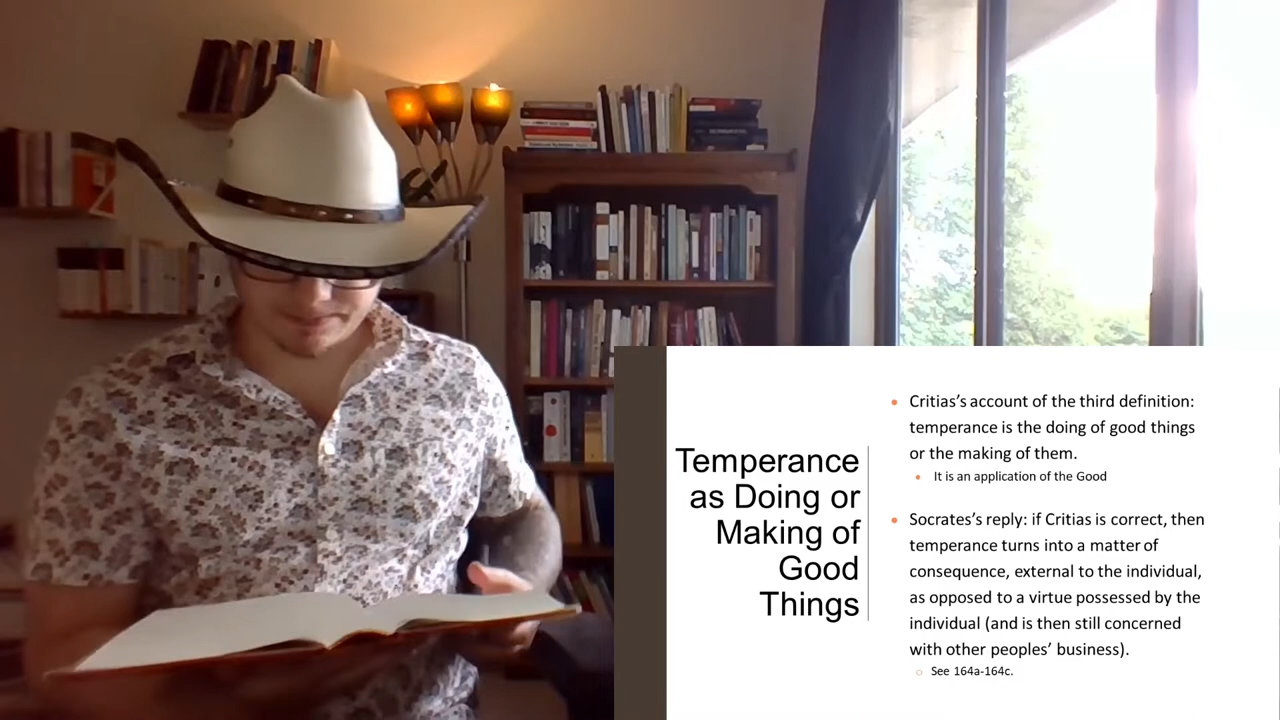 Temperance
as Doing or
Making of
Good
Things
Critias's account of the third definition:
temperance is the doing of good things
or the making of them.
It is an application of the Good
Socrates's reply: if Critias is correct, then
temperance turns into a matter of
consequence, external to the individual,
as opposed to a virtue possessed by the
individual (and is then still concerned
with other peoples' business).
See 164a-164c.